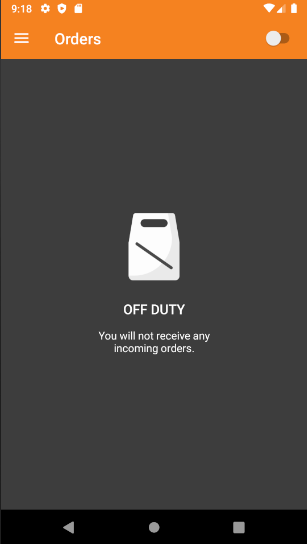 9:18
Orders
OFF DUTY
You will not receive any
incoming orders.